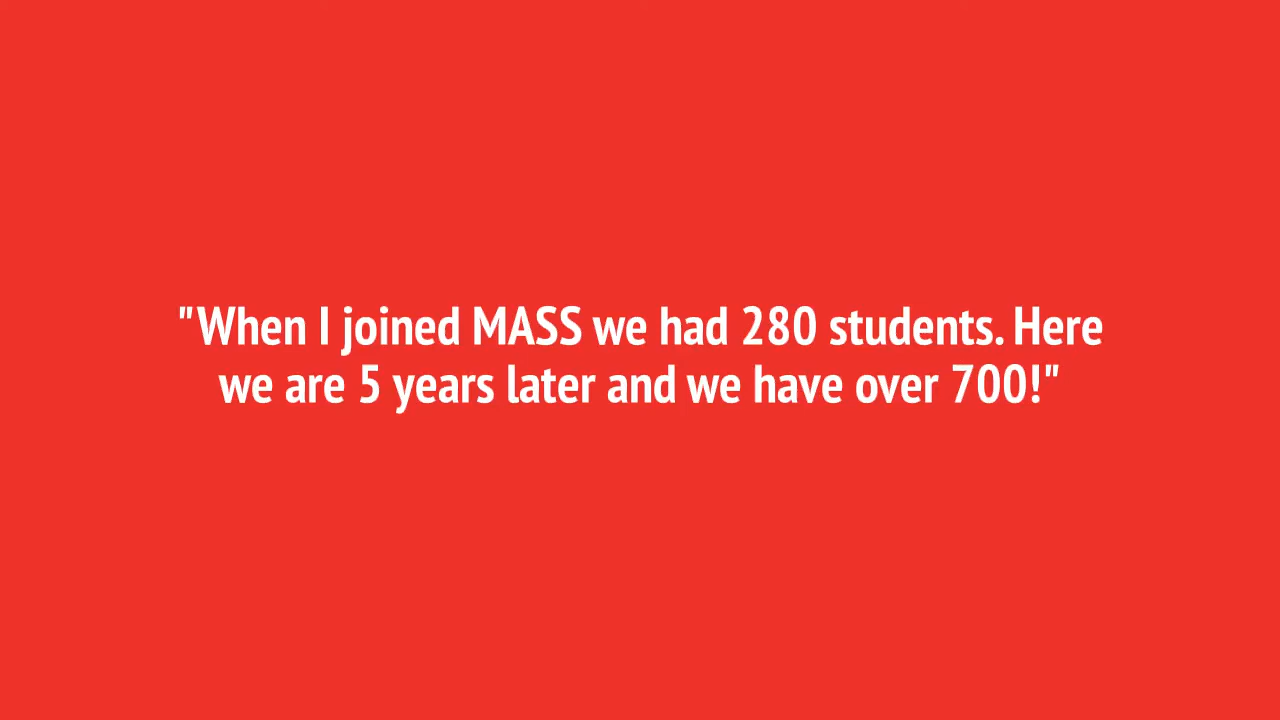 "When I joined MASS we had 280 students. Here
we are 5 years later and we have over 700!"